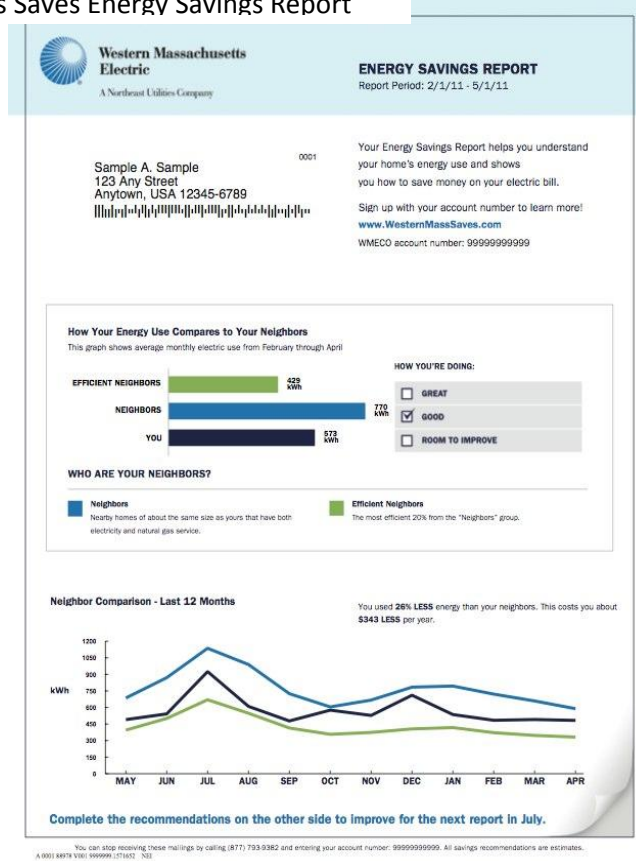 s Saves Energy Savings Report
Western Massachusetts
Electric
A Northeast Utilities Company
ENERGY SAVINGS REPORT
Report Period: 2/1/11 - 5/1/11
0001
Sample A. Sample
123 Any Street
Anytown, USA 12345-6789
Your Energy Savings Report helps you understand
your home's energy use and shows
you how to save money on your electric bill.
Sign up with your account number to learn more!
www.WesternMassSaves.com
WMECO account number: 99999999999
How Your Energy Use Compares to Your Neighbors
This graph shows average monthly electric use from February through April
EFFICIENT NEIGHBORS 429 kWh
NEIGHBORS 770 kWh
YOU 573 kWh
HOW YOU'RE DOING:
GREAT
GOOD
ROOM TO IMPROVE
WHO ARE YOUR NEIGHBORS?
Neighbors
Nearby homes of about the same size as yours that have both
electricity and natural gas service.
Efficient Neighbors
The most efficient 20% from the "Neighbors" group.
Neighbor Comparison - Last 12 Months
You used 26% LESS energy than your neighbors. This costs you about
$343 LESS per year.
kWh
1200
1050
900
750
600
450
300
150
0
MAY JUN JUL AUG SEP OCT NOV DEC JAN FEB MAR APR
Complete the recommendations on the other side to improve for the next report in July.
You can stop receiving these mailings by calling (877) 793-9382 and entering your account number: 99999999999. All savings recommendations are estimates.
A 0001 88978 V001 9999999.1571652 NEI